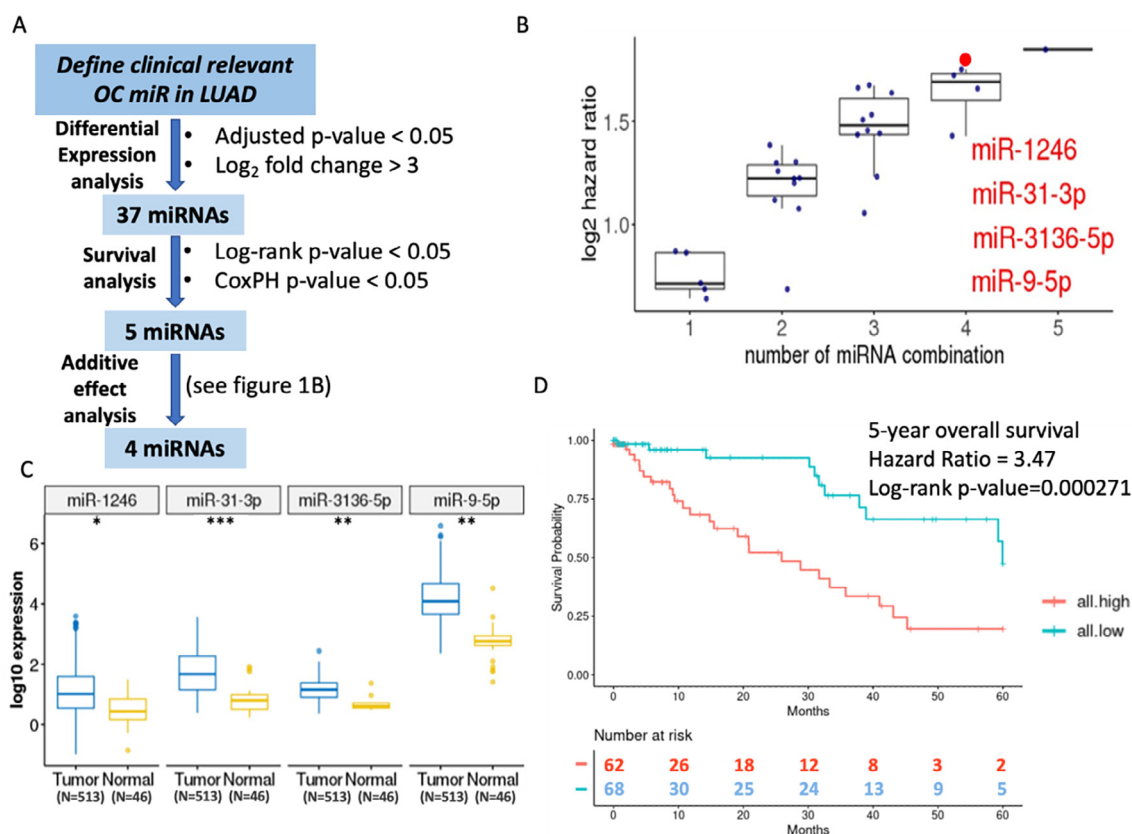 A
Define clinical relevant
OC miR in LUAD
Differential
Expression
analysis
• Adjusted p-value < 0.05
• Log2 fold change > 3
37 miRNAs
Survival
analysis
• Log-rank p-value < 0.05
• CoxPH p-value < 0.05
5 miRNAs
Additive
effect
analysis
(see figure 1B)
4 miRNAs
B
log2 hazard ratio
1.5
1.0
miR-1246
miR-31-3p
miR-3136-5p
miR-9-5p
1 2 3 4 5
number of miRNA combination
C
miR-1246 miR-31-3p miR-3136-5p miR-9-5p
* *** ** **
log10 expression
6
4
2
0
Tumor Normal Tumor Normal Tumor Normal Tumor Normal
(N=513) (N=46) (N=513) (N=46) (N=513) (N=46) (N=513) (N=46)
D
5-year overall survival
Hazard Ratio = 3.47
Log-rank p-value=0.000271
Survival Probability
1.00
0.75
0.50
0.25
0.00
all.high
all.low
0 10 20 30 40 50 60
Months
Number at risk
62 26 18 12 8 3 2
68 30 25 24 13 9 5
0 10 20 30 40 50 60
Months